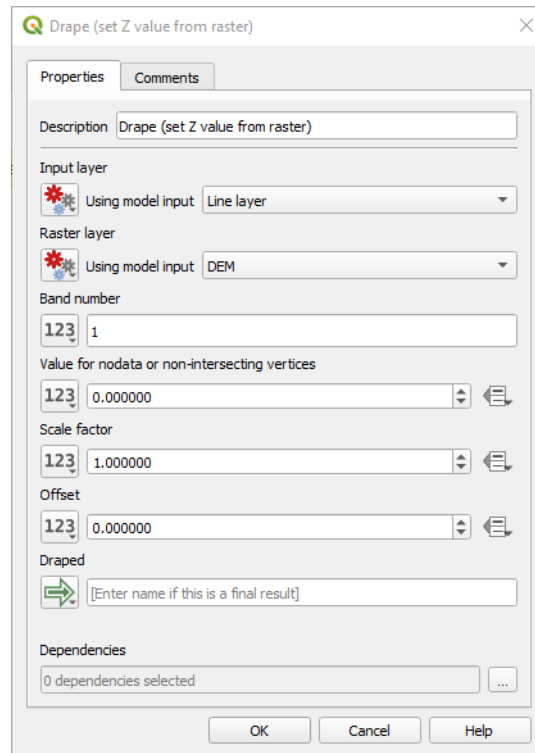 Drape (set Z value from raster)
Properties Comments
Description Drape (set Z value from raster)
Input layer
Using model input Line layer
Raster layer
Using model input DEM
Band number
123 1
Value for nodata or non-intersecting vertices
123 0.000000
Scale factor
123 1.000000
Offset
123 0.000000
Draped
[Enter name if this is a final result]
Dependencies
0 dependencies selected ...
OK Cancel Help